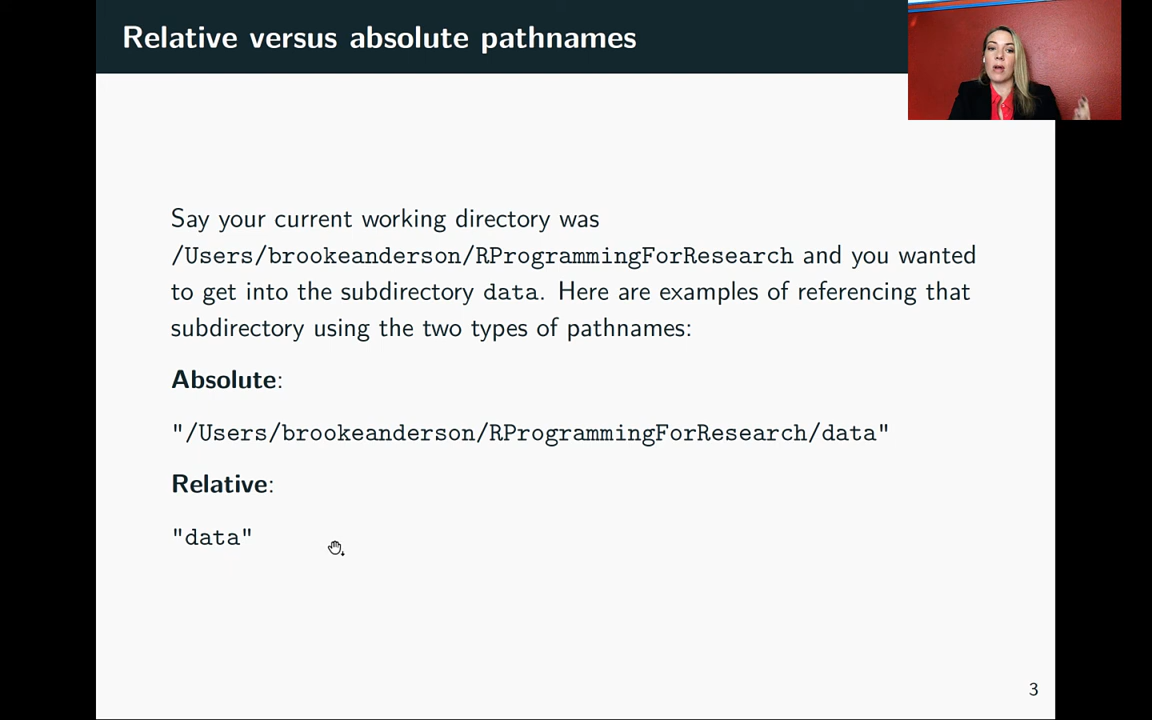 Relative versus absolute pathnames
Say your current working directory was
/Users/brookeanderson/RProgrammingForResearch and you wanted
to get into the subdirectory data. Here are examples of referencing that
subdirectory using the two types of pathnames:
Absolute:
"/Users/brookeanderson/RProgrammingForResearch/data"
Relative:
"data"
3